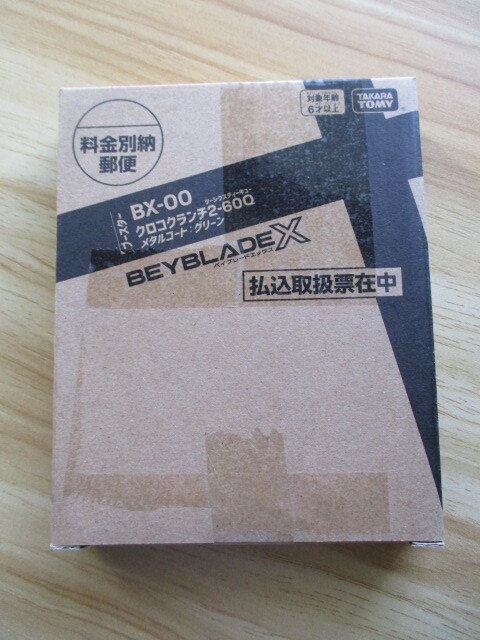 対象年齢
6才以上
TAKARA
TOMY
料金別納
郵便
ブースター
BX-00
ツーシックスティーキュー
クロコクランチ2-60Q
メタルコート：グリーン
BEYBLADE X
ベイブレードエックス
払込取扱票在中